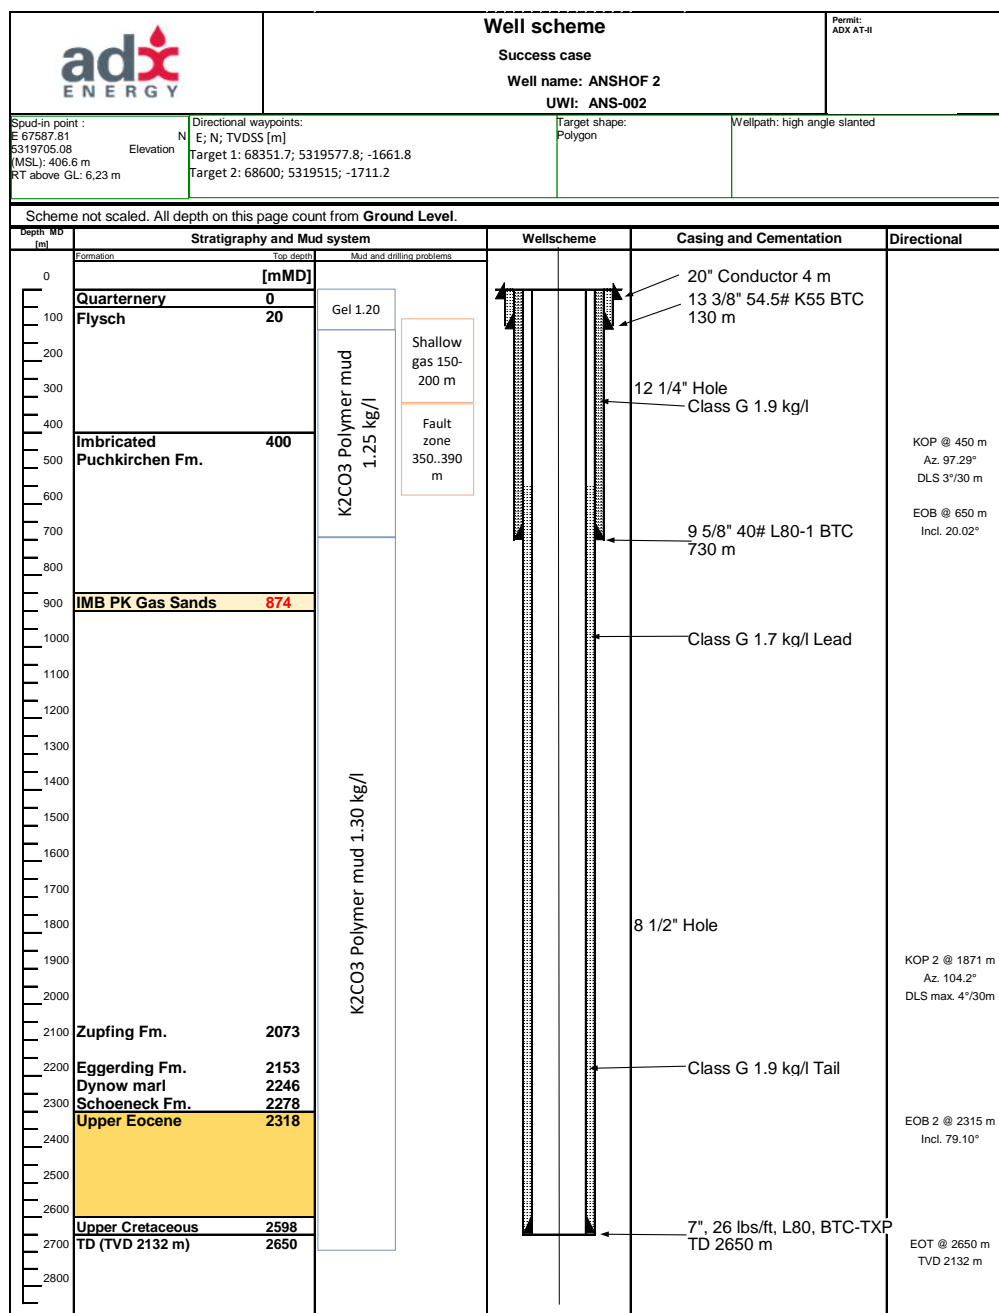 adx
ENERGY
Well scheme
Success case
Well name: ANSHOF 2
UWI: ANS-002
Permit:
ADX AT-II
Spud-in point :
E 67587.81 N
5319705.08 Elevation
(MSL): 406.6 m
RT above GL: 6,23 m
Directional waypoints:
E; N; TVDSS [m]
Target 1: 68351.7; 5319577.8; -1661.8
Target 2: 68600; 5319515; -1711.2
Target shape:
Polygon
Wellpath: high angle slanted
Scheme not scaled. All depth on this page count from Ground Level.
Depth MD
[m]
Stratigraphy and Mud system
Wellscheme
Casing and Cementation
Directional
Formation Top depth Mud and drilling problems
[mMD]
0
100
200
300
400
500
600
700
800
900
1000
1100
1200
1300
1400
1500
1600
1700
1800
1900
2000
2100
2200
2300
2400
2500
2600
2700
2800
Quarternery 0
Flysch 20
Imbricated 400
Puchkirchen Fm.
IMB PK Gas Sands 874
Zupfing Fm. 2073
Eggerding Fm. 2153
Dynow marl 2246
Schoeneck Fm. 2278
Upper Eocene 2318
Upper Cretaceous 2598
TD (TVD 2132 m) 2650
Gel 1.20
K2CO3 Polymer mud
1.25 kg/l
K2CO3 Polymer mud 1.30 kg/l
Shallow
gas 150-
200 m
Fault
zone
350..390
m
20" Conductor 4 m
13 3/8" 54.5# K55 BTC
130 m
12 1/4" Hole
Class G 1.9 kg/l
9 5/8" 40# L80-1 BTC
730 m
Class G 1.7 kg/l Lead
8 1/2" Hole
Class G 1.9 kg/l Tail
7", 26 lbs/ft, L80, BTC-TXP
TD 2650 m
KOP @ 450 m
Az. 97.29°
DLS 3°/30 m
EOB @ 650 m
Incl. 20.02°
KOP 2 @ 1871 m
Az. 104.2°
DLS max. 4°/30m
EOB 2 @ 2315 m
Incl. 79.10°
EOT @ 2650 m
TVD 2132 m